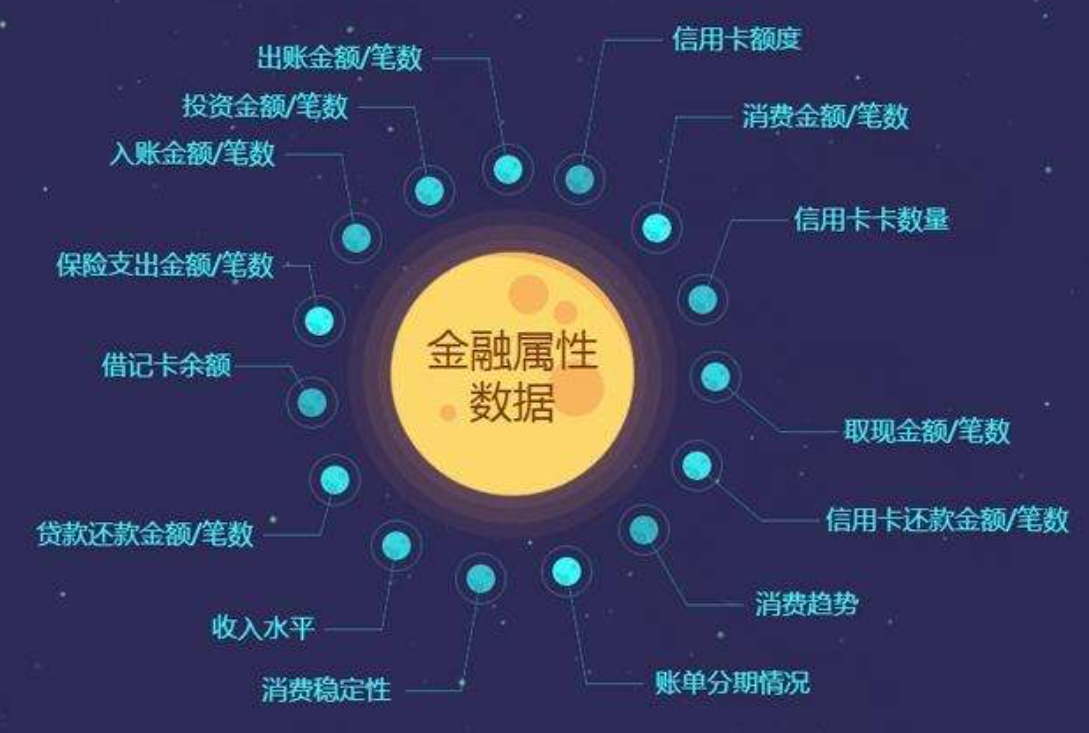 信用卡额度
出账金额/笔数
投资金额/笔数
消费金额/笔数
入账金额/笔数
信用卡卡数量
保险支出金额/笔数
金融属性
数据
借记卡余额
取现金额/笔数
信用卡还款金额/笔数
贷款还款金额/笔数
消费趋势
收入水平
账单分期情况
消费稳定性